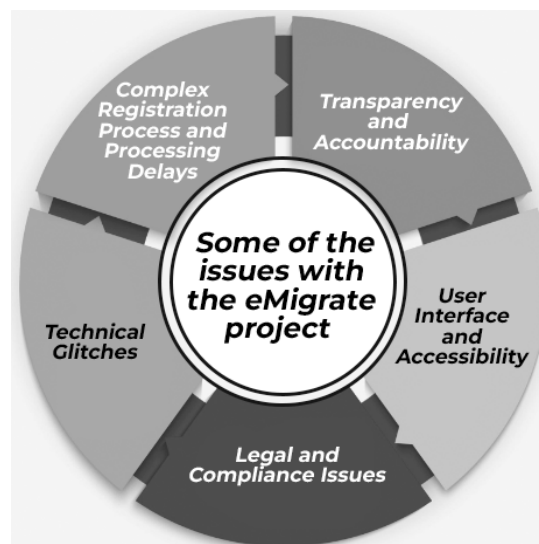 Complex
Registration
Process and
Processing
Delays
Transparency
and
Accountability
Some of the
issues with
the eMigrate
project
User
Interface
and
Accessibility
Technical
Glitches
Legal and
Compliance Issues